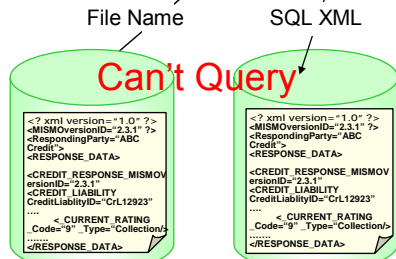 File Name
SQL XML
Can't Query
<? xml version="1.0" ?>
<MISMOversionID="2.3.1" ?>
<RespondingParty="ABC
Credit">
<RESPONSE_DATA>
<CREDIT_RESPONSE_MISMOV
ersionID="2.3.1"
<CREDIT_LIABILITY
CreditLiablityID="CrL12923"
....
<_CURRENT_RATING
_Code="9" _Type="Collection/>
.......
</RESPONSE_DATA>
<? xml version="1.0" ?>
<MISMOversionID="2.3.1" ?>
<RespondingParty="ABC
Credit">
<RESPONSE_DATA>
<CREDIT_RESPONSE_MISMOV
ersionID="2.3.1"
<CREDIT_LIABILITY
CreditLiablityID="CrL12923"
....
<_CURRENT_RATING
_Code="9" _Type="Collection/>
.......
</RESPONSE_DATA>